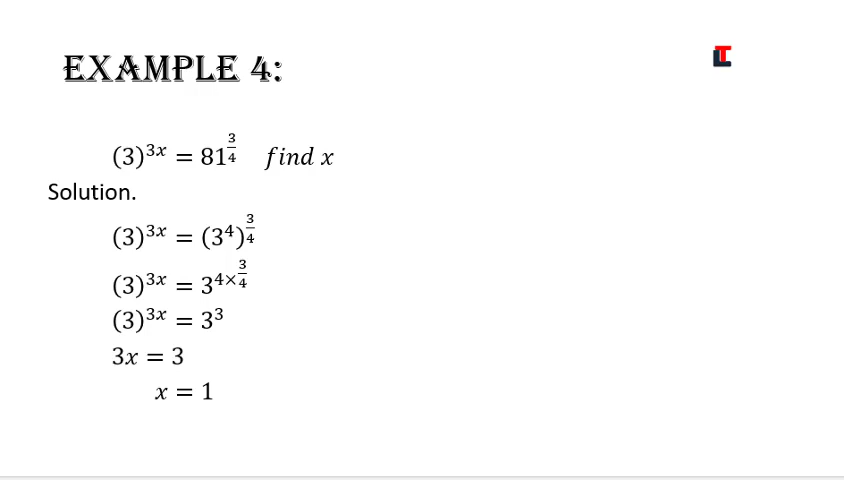 EXAMPLE 4:
LT
(3)^{3x} = 81^{3/4} find x
Solution.
(3)^{3x} = (3^4)^{3/4}
(3)^{3x} = 3^{4×3/4}
(3)^{3x} = 3^3
3x = 3
x = 1